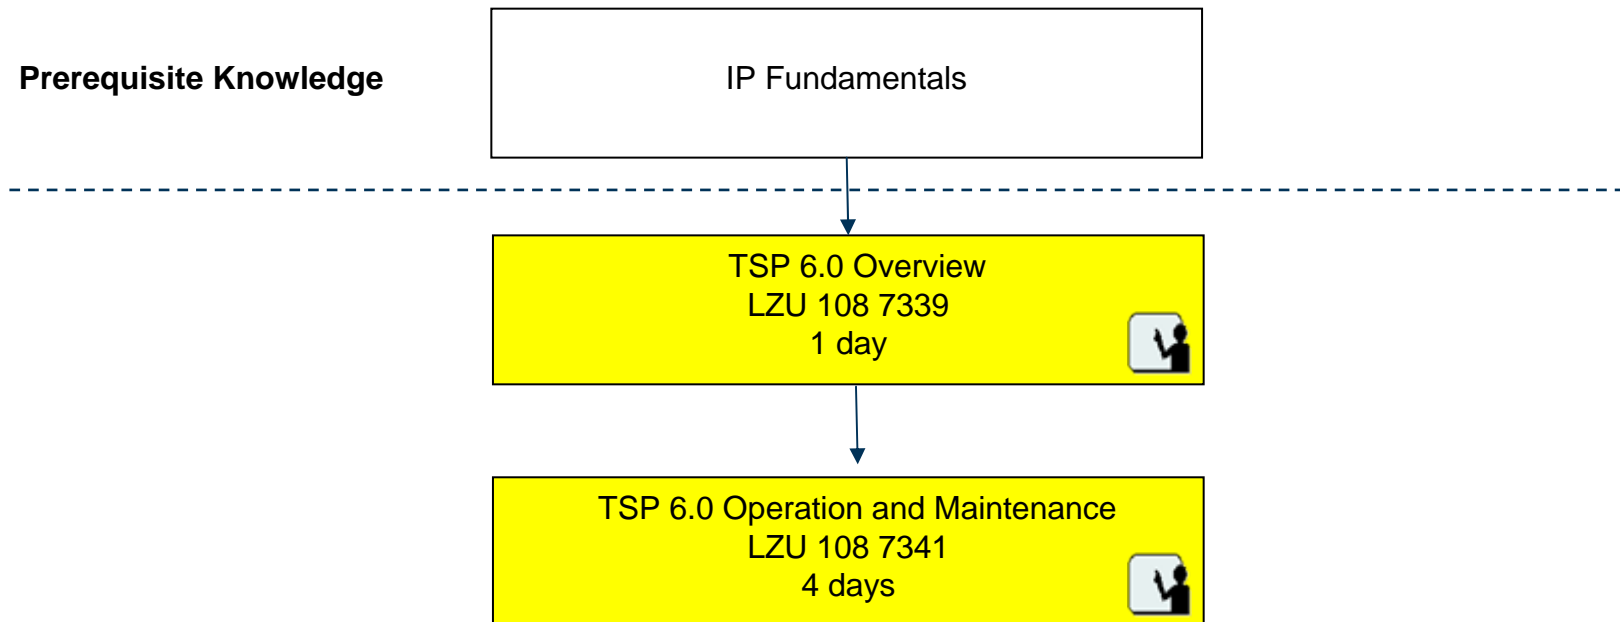 Prerequisite Knowledge
IP Fundamentals
TSP 6.0 Overview
LZU 108 7339
1 day
TSP 6.0 Operation and Maintenance
LZU 108 7341
4 days